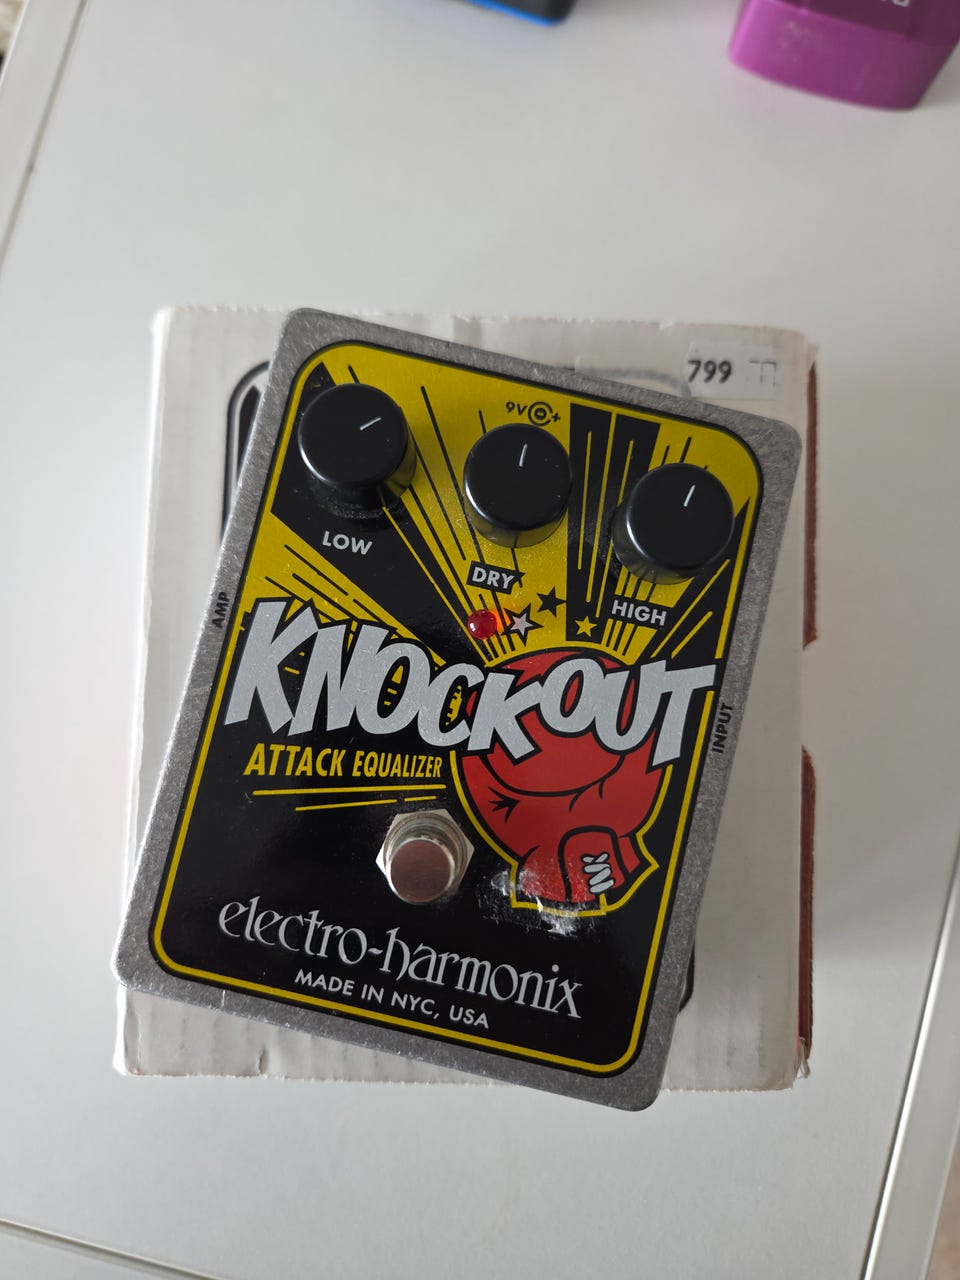 799
9V
LOW
DRY
HIGH
AMP
KNOCKOUT
INPUT
ATTACK EQUALIZER
electro-harmonix
MADE IN NYC, USA